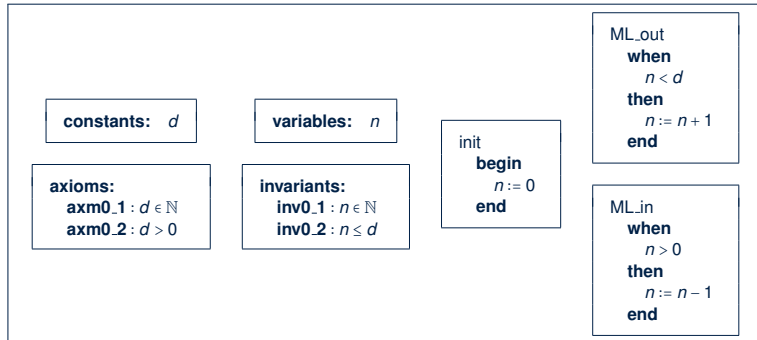 constants: d
axioms:
axm0_1 : d ∈ ℕ
axm0_2 : d > 0
variables: n
invariants:
inv0_1 : n ∈ ℕ
inv0_2 : n ≤ d
init
begin
n := 0
end
ML_out
when
n < d
then
n := n + 1
end
ML_in
when
n > 0
then
n := n − 1
end